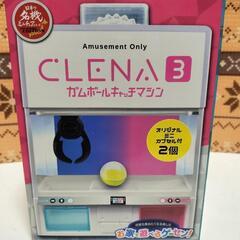 Amusement Only
CLENA 3
ガムボールキャッチマシン
オリジナル
ミニ
カプセル付
2個
お家で遊べるゲーセン!